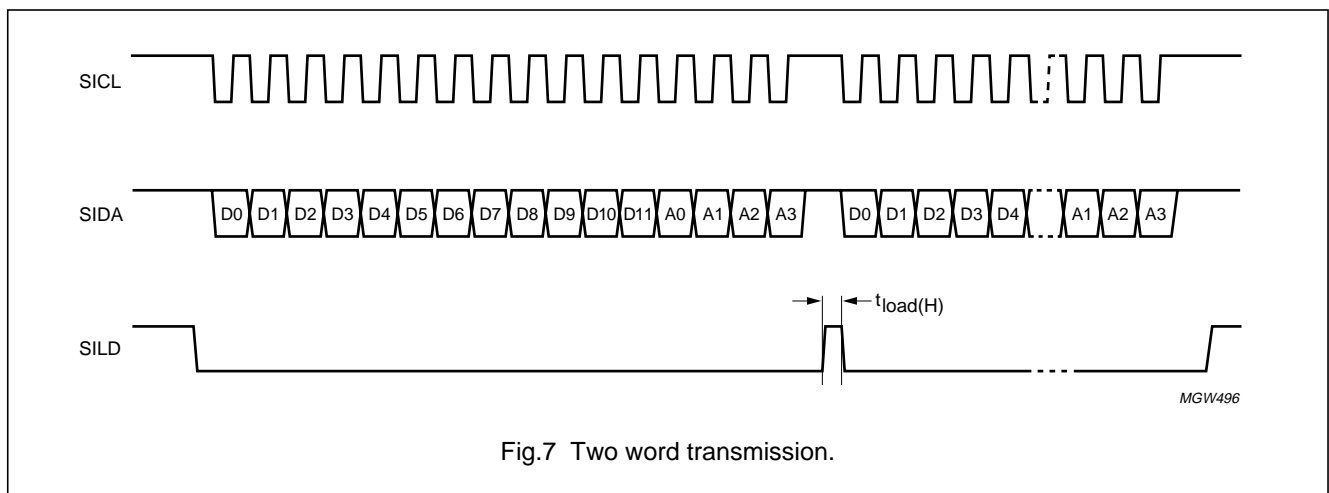 SICL
SIDA
D0 D1 D2 D3 D4 D5 D6 D7 D8 D9 D10 D11 A0 A1 A2 A3 D0 D1 D2 D3 D4 A1 A2 A3
tload(H)
SILD
MGW496
Fig.7 Two word transmission.